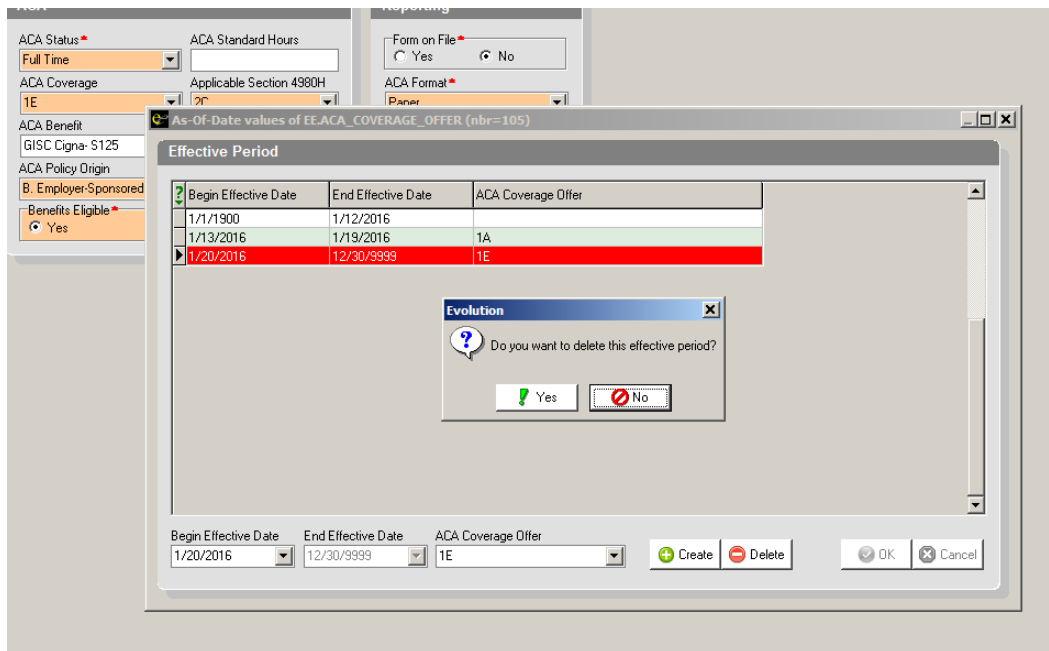 ACA
Reporting
ACA Status*
ACA Standard Hours
Form on File*
Full Time
Yes
No
ACA Coverage
Applicable Section 4980H
ACA Format*
1E
2C
Paper
As-Of-Date values of EE.ACA_COVERAGE_OFFER (nbr=105)
ACA Benefit
GISC Cigna- S125
Effective Period
ACA Policy Origin
B. Employer-Sponsored
? Begin Effective Date End Effective Date ACA Coverage Offer
Benefits Eligible*
Yes
1/1/1900 1/12/2016
1/13/2016 1/19/2016 1A
1/20/2016 12/30/9999 1E
Evolution
Do you want to delete this effective period?
Yes
No
Begin Effective Date End Effective Date ACA Coverage Offer
1/20/2016 12/30/9999 1E
Create Delete OK Cancel